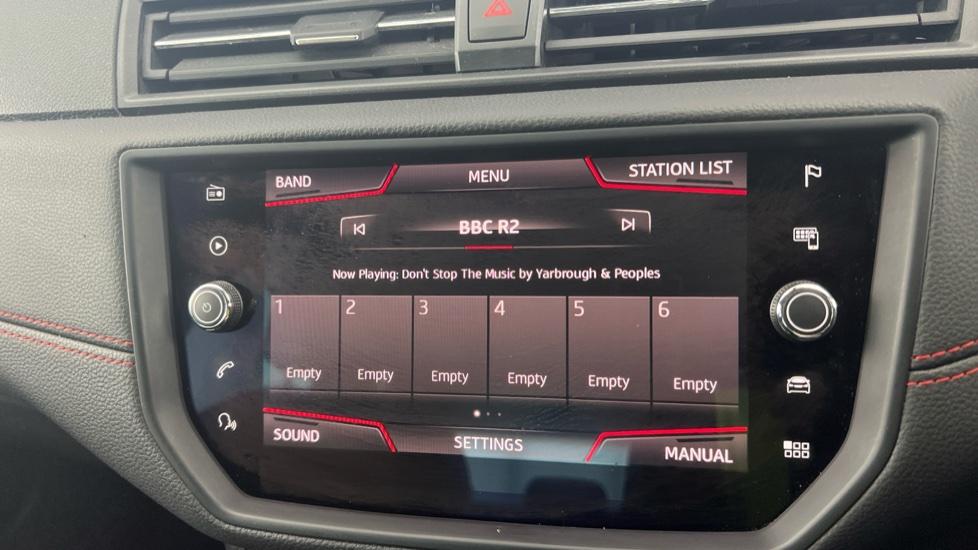 BAND MENU STATION LIST
BBC R2
Now Playing: Don't Stop The Music by Yarbrough & Peoples
1 2 3 4 5 6
Empty Empty Empty Empty Empty Empty
SOUND SETTINGS MANUAL